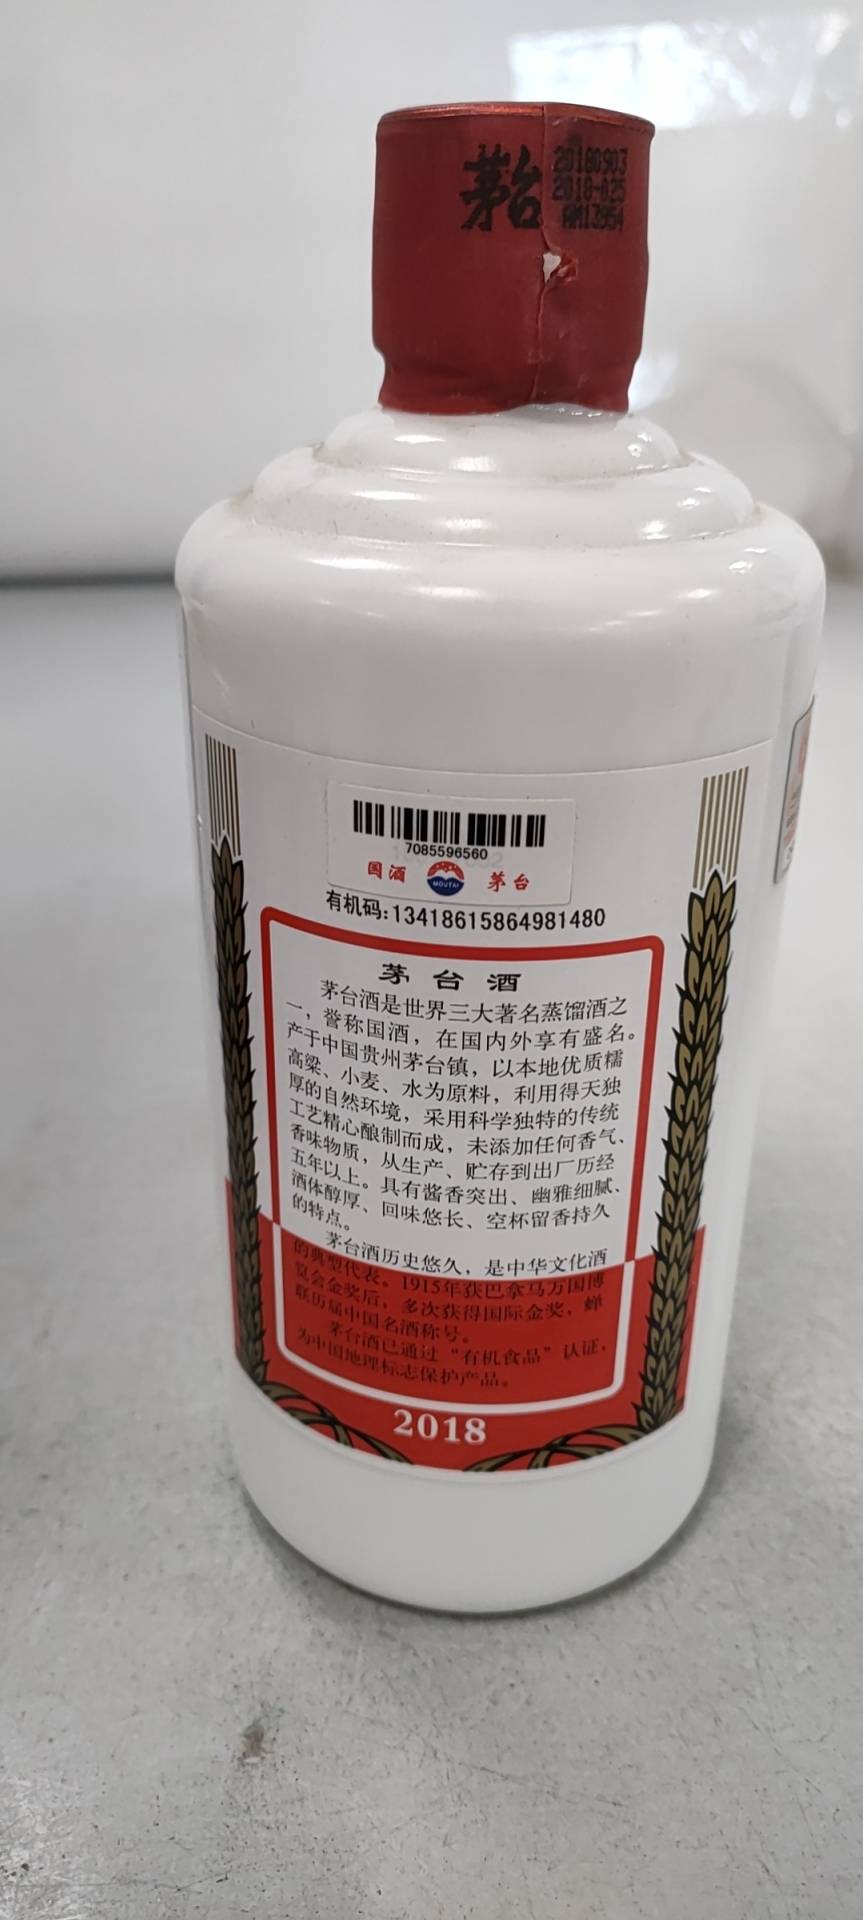 茅台
20180903
2018-025
AM13954
7085596560
国酒 MOUTAI 茅台
有机码:13418615864981480
茅台酒
茅台酒是世界三大著名蒸馏酒之
一，誉称国酒，在国内外享有盛名。
产于中国贵州茅台镇，以本地优质糯
高粱、小麦、水为原料，利用得天独
厚的自然环境，采用科学独特的传统
工艺精心酿制而成，未添加任何香气、
香味物质，从生产、贮存到出厂历经
五年以上。具有酱香突出、幽雅细腻、
酒体醇厚、回味悠长、空杯留香持久
的特点。
茅台酒历史悠久，是中华文化酒
的典型代表。1915年获巴拿马万国博
览会金奖后，多次获得国际金奖，蝉
联历届中国名酒称号。
茅台酒已通过“有机食品”认证，
为中国地理标志保护产品。
2018